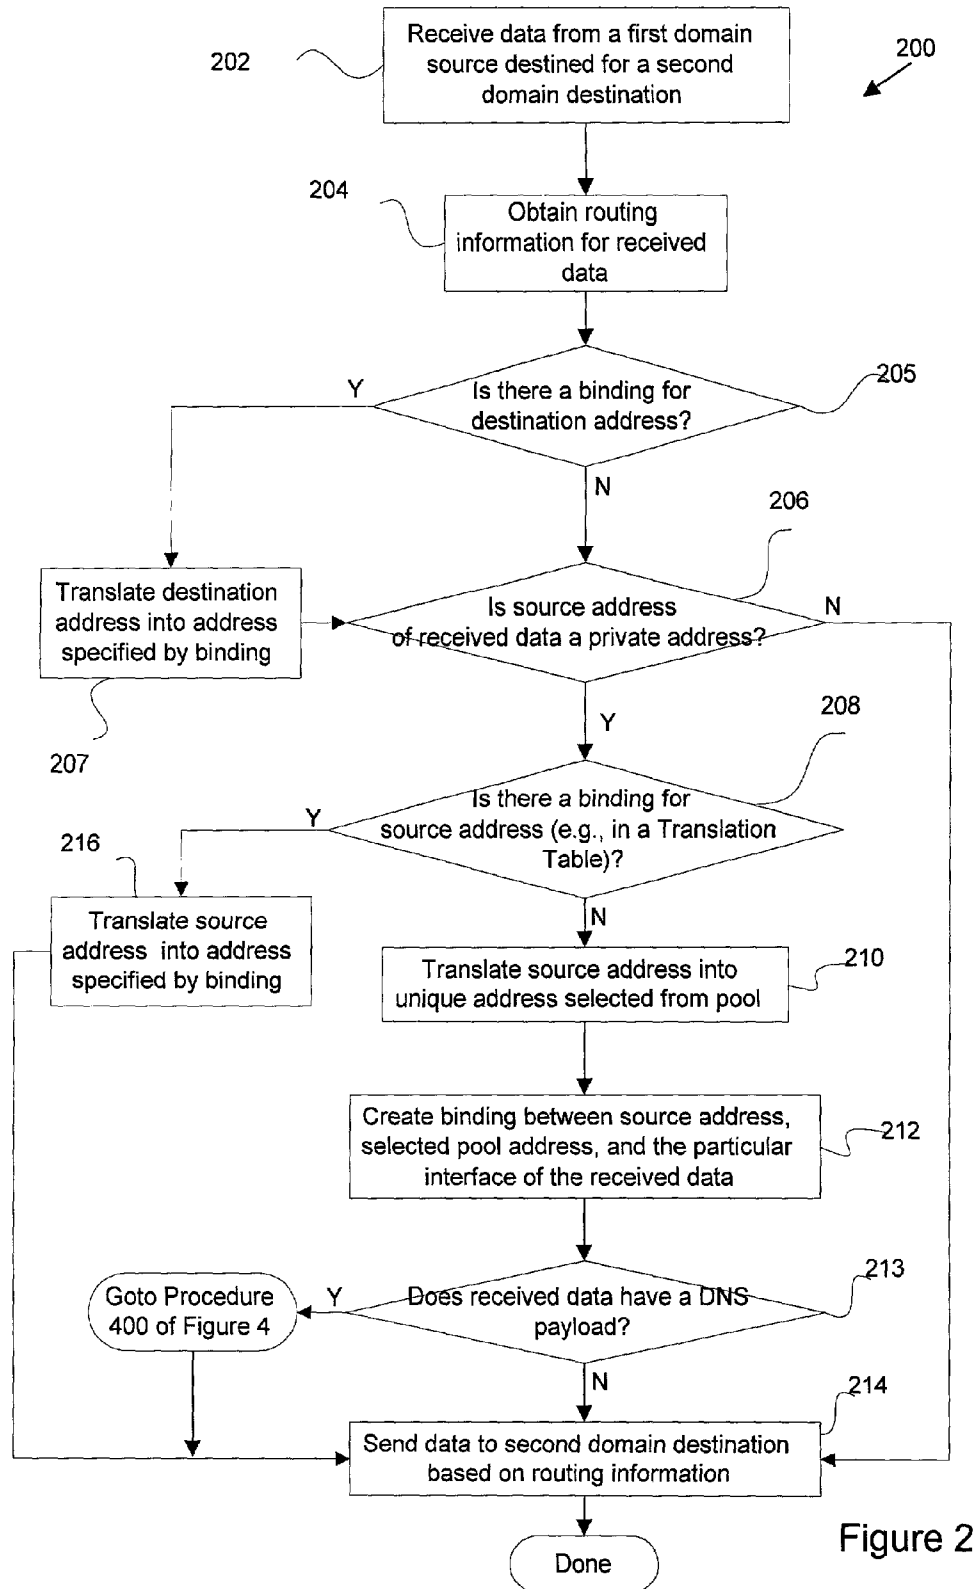 Receive data from a first domain
source destined for a second
domain destination
202
200
204
Obtain routing
information for received
data
205
Y
Is there a binding for
destination address?
N
206
Translate destination
address into address
specified by binding
Is source address
of received data a private address?
N
207
Y
208
Is there a binding for
source address (e.g., in a Translation
Table)?
Y
216
N
Translate source
address into address
specified by binding
Translate source address into
unique address selected from pool
210
Create binding between source address,
selected pool address, and the particular
interface of the received data
212
213
Goto Procedure
400 of Figure 4
Y
Does received data have a DNS
payload?
N
214
Send data to second domain destination
based on routing information
Figure 2
Done